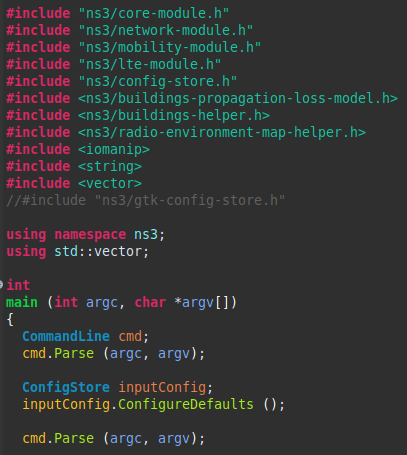 #include "ns3/core-module.h"
#include "ns3/network-module.h"
#include "ns3/mobility-module.h"
#include "ns3/lte-module.h"
#include "ns3/config-store.h"
#include <ns3/buildings-propagation-loss-model.h>
#include <ns3/buildings-helper.h>
#include <ns3/radio-environment-map-helper.h>
#include <iomanip>
#include <string>
#include <vector>
//#include "ns3/gtk-config-store.h"

using namespace ns3;
using std::vector;

int
main (int argc, char *argv[])
{
  CommandLine cmd;
  cmd.Parse (argc, argv);

  ConfigStore inputConfig;
  inputConfig.ConfigureDefaults ();

  cmd.Parse (argc, argv);